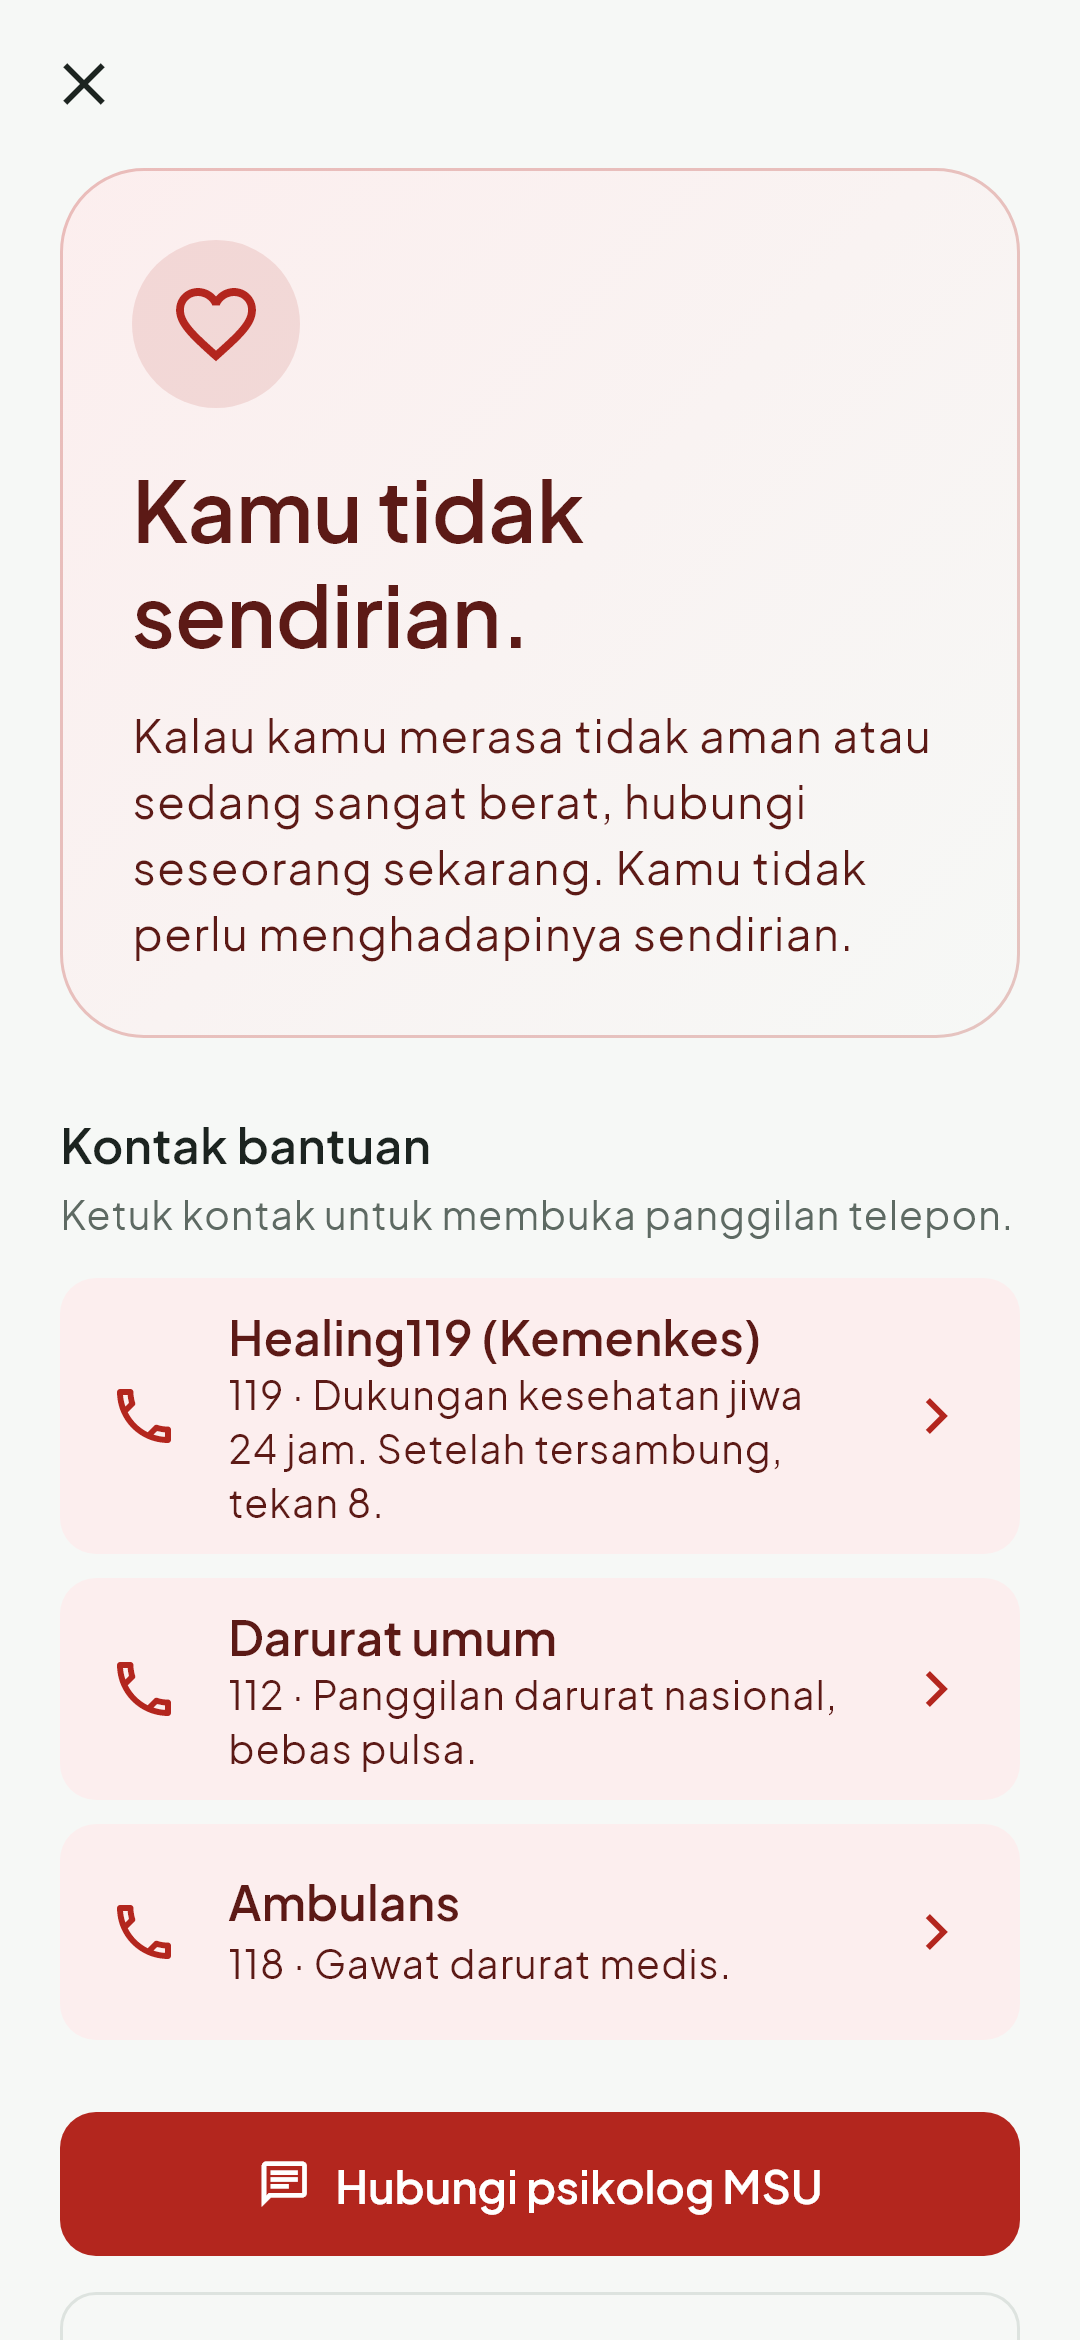 Kamu tidak
sendirian.
Kalau kamu merasa tidak aman atau
sedang sangat berat, hubungi
seseorang sekarang. Kamu tidak
perlu menghadapinya sendirian.
Kontak bantuan
Ketuk kontak untuk membuka panggilan telepon.
Healing119 (Kemenkes)
119 · Dukungan kesehatan jiwa
24 jam. Setelah tersambung,
tekan 8.
Darurat umum
112 · Panggilan darurat nasional,
bebas pulsa.
Ambulans
118 · Gawat darurat medis.
Hubungi psikolog MSU